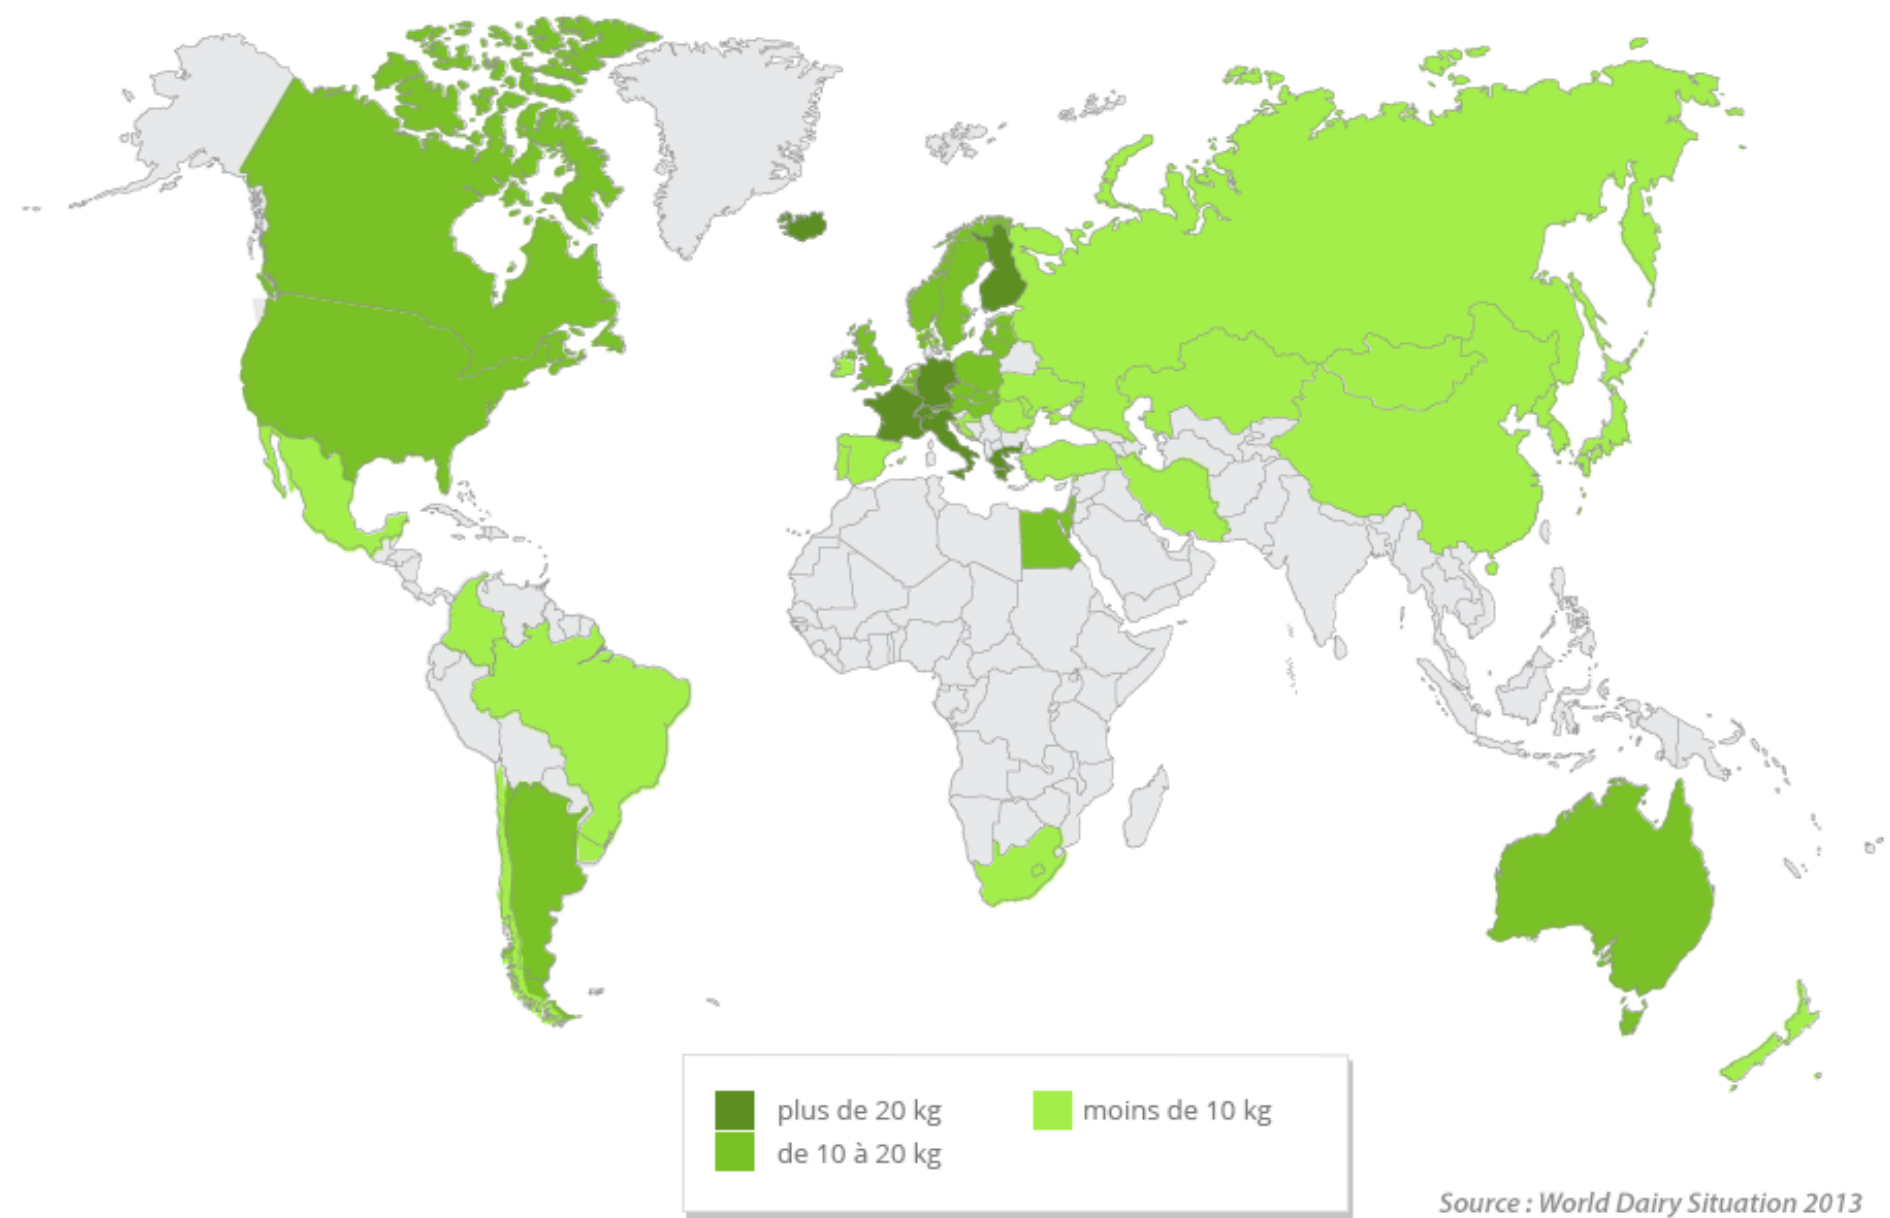 plus de 20 kg
moins de 10 kg
de 10 à 20 kg
Source : World Dairy Situation 2013